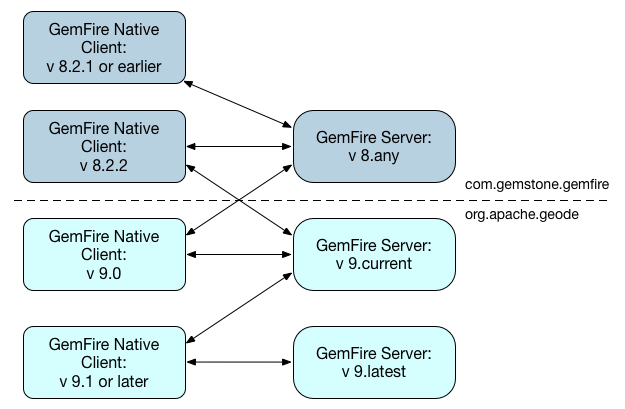 GemFire Native
Client:
v 8.2.1 or earlier
GemFire Native
Client:
v 8.2.2
GemFire Server:
v 8.any
com.gemstone.gemfire
org.apache.geode
GemFire Native
Client:
v 9.0
GemFire Server:
v 9.current
GemFire Native
Client:
v 9.1 or later
GemFire Server:
v 9.latest